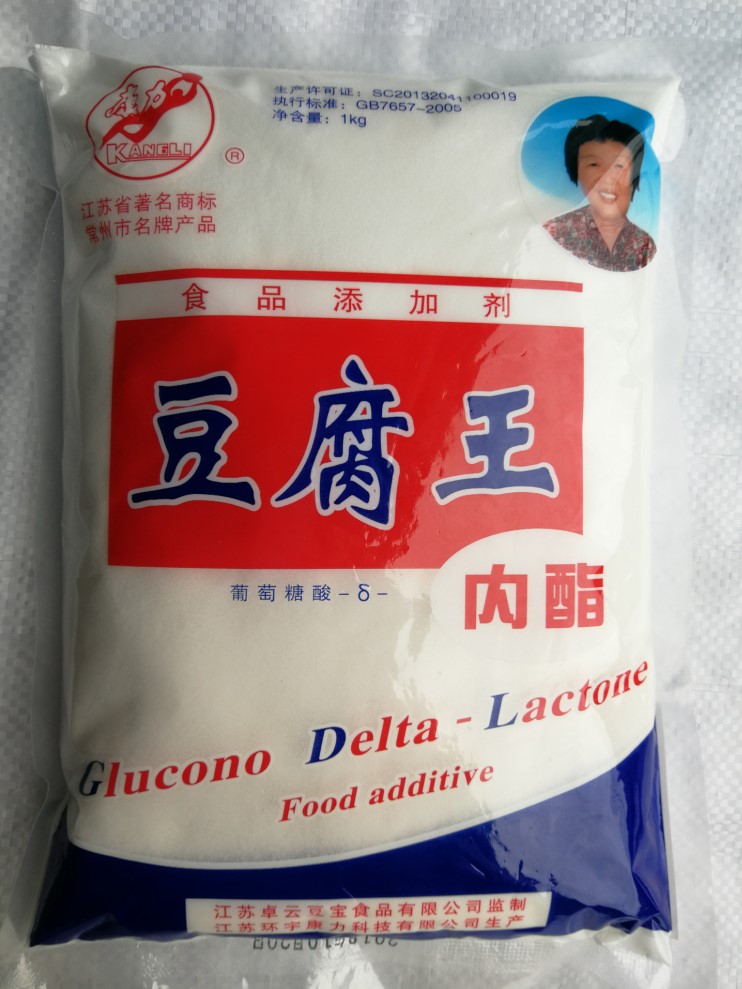 康力
KANGLI
®
生产许可证：SC20132041100019
执行标准：GB7657-2005
净含量：1kg
江苏省著名商标
常州市名牌产品
食品添加剂
豆腐王
葡萄糖酸-δ-
内酯
Glucono Delta-Lactone
Food additive
江苏卓云豆宝食品有限公司监制
江苏环宇康力科技有限公司生产